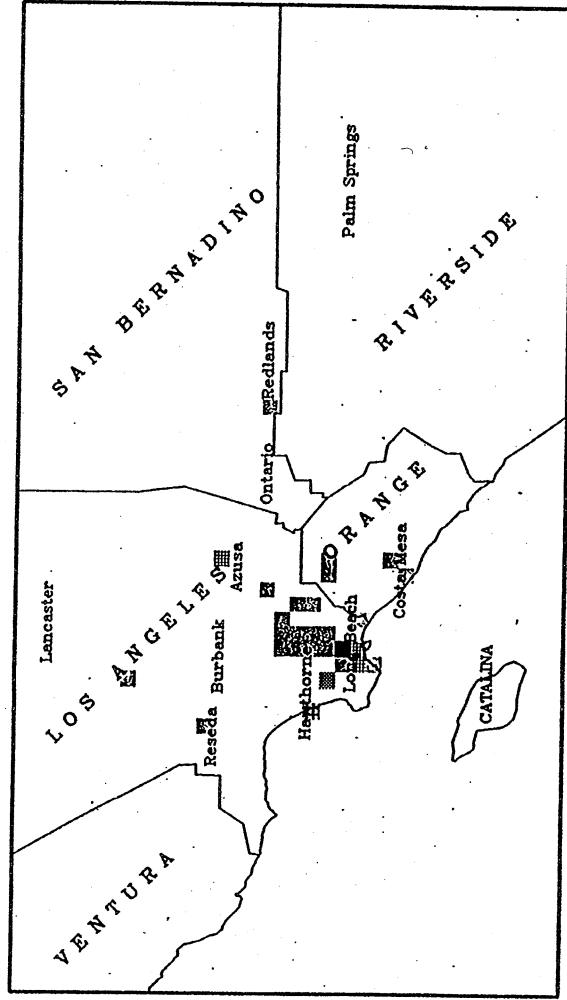 SAN BERNADINO
Lancaster
LOS ANGELES
VENTURA
Palm Springs
Redlands
Ontario
RIVERSIDE
Azusa
Burbank
Reseda
ORANGE
Hawthorne
Long Beach
Costa Mesa
CATALINA